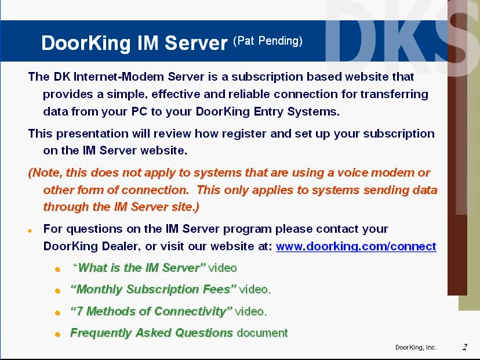 DKS
DoorKing IM Server (Pat Pending)
The DK Internet-Modem Server is a subscription based website that
provides a simple, effective and reliable connection for transferring
data from your PC to your DoorKing Entry Systems.
This presentation will review how register and set up your subscription
on the IM Server website.
(Note, this does not apply to systems that are using a voice modem or
other form of connection. This only applies to systems sending data
through the IM Server site.)
For questions on the IM Server program please contact your
DoorKing Dealer, or visit our website at: www.doorking.com/connect
“What is the IM Server” video
“Monthly Subscription Fees” video.
“7 Methods of Connectivity” video.
Frequently Asked Questions document
DoorKing, Inc. 2